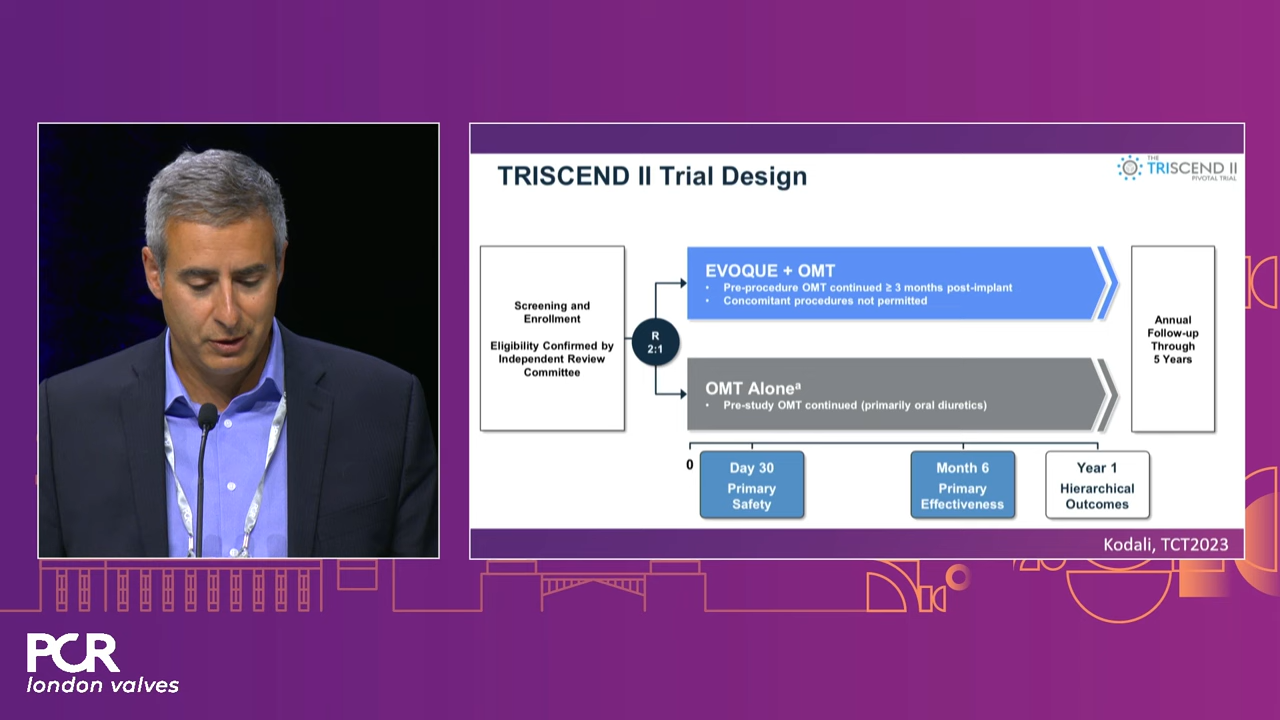 TRISCEND II Trial Design
THE
TRISCEND II
PIVOTAL TRIAL
Screening and
Enrollment
Eligibility Confirmed by
Independent Review
Committee
R
2:1
EVOQUE + OMT
• Pre-procedure OMT continued ≥ 3 months post-implant
• Concomitant procedures not permitted
OMT Aloneᵃ
• Pre-study OMT continued (primarily oral diuretics)
Annual
Follow-up
Through
5 Years
0
Day 30
Primary
Safety
Month 6
Primary
Effectiveness
Year 1
Hierarchical
Outcomes
Kodali, TCT2023
PCR
london valves